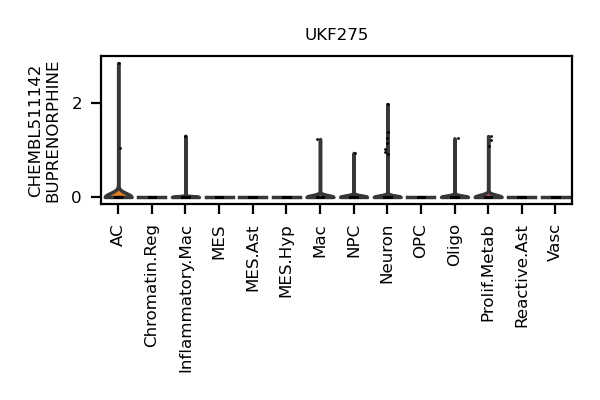 UKF275
CHEMBL511142
BUPRENORPHINE
2
0
AC
Chromatin.Reg
Inflammatory.Mac
MES
MES.Ast
MES.Hyp
Mac
NPC
Neuron
OPC
Oligo
Prolif.Metab
Reactive.Ast
Vasc